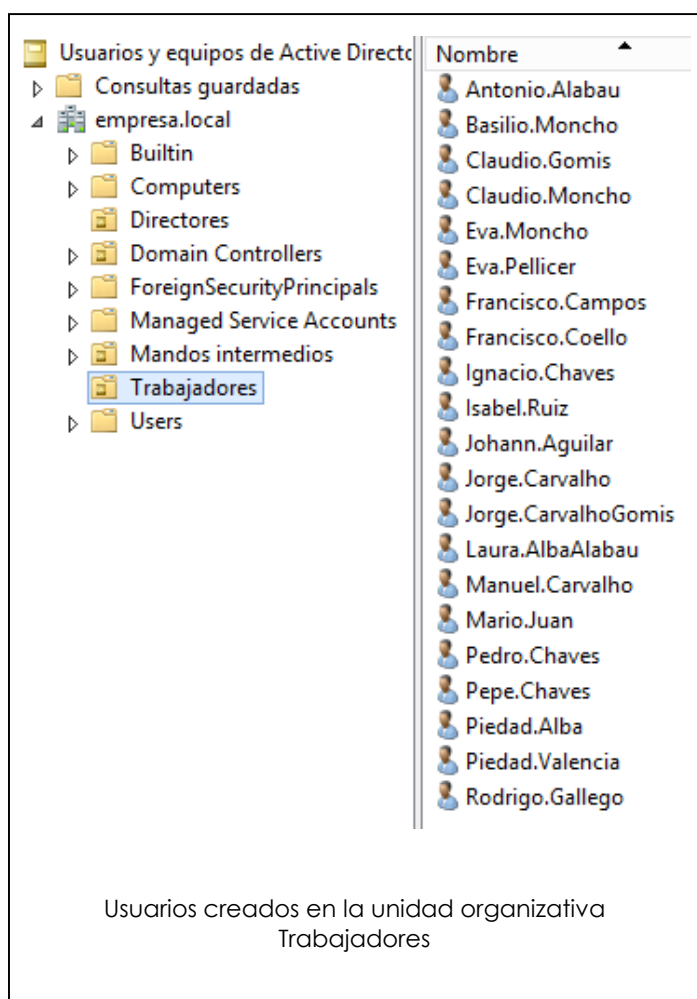 Usuarios y equipos de Active Directo
Consultas guardadas
empresa.local
Builtin
Computers
Directores
Domain Controllers
ForeignSecurityPrincipals
Managed Service Accounts
Mandos intermedios
Trabajadores
Users
Nombre
Antonio.Alabau
Basilio.Moncho
Claudio.Gomis
Claudio.Moncho
Eva.Moncho
Eva.Pellicer
Francisco.Campos
Francisco.Coello
Ignacio.Chaves
Isabel.Ruiz
Johann.Aguilar
Jorge.Carvalho
Jorge.CarvalhoGomis
Laura.AlbaAlabau
Manuel.Carvalho
Mario.Juan
Pedro.Chaves
Pepe.Chaves
Piedad.Alba
Piedad.Valencia
Rodrigo.Gallego
Usuarios creados en la unidad organizativa
Trabajadores